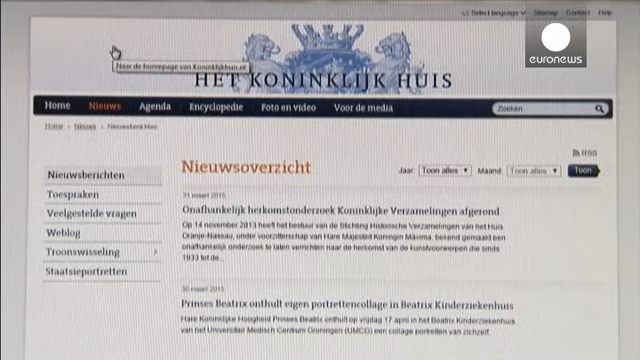 Select language Sitemap Contact Help
euronews
Naar de homepage van Koninklijkhuis.nl
HET KONINKLIJK HUIS
Home Nieuws Agenda Encyclopedie Foto en video Voor de media Zoeken
Home › Nieuws › Nieuwsberichten
RSS
Nieuwsoverzicht Jaar Toon alles Maand Toon alles Toon
Nieuwsberichten
Toespraken
Veelgestelde vragen
Weblog
Troonswisseling
Staatsieportretten
31 maart 2015
Onafhankelijk herkomstonderzoek Koninklijke Verzamelingen afgerond
Op 14 november 2013 heeft het bestuur van de Stichting Historische Verzamelingen van het Huis
Oranje-Nassau, onder voorzitterschap van Hare Majesteit Koningin Máxima, bekend gemaakt een
onafhankelijk onderzoek te laten verrichten naar de herkomst van de kunstvoorwerpen die sinds
1933 tot de...
30 maart 2015
Prinses Beatrix onthult eigen portrettencollage in Beatrix Kinderziekenhuis
Hare Koninklijke Hoogheid Prinses Beatrix onthult op vrijdag 17 april in het Beatrix Kinderziekenhuis
van het Universitair Medisch Centrum Groningen (UMCG) een collage portretten van zichzelf.